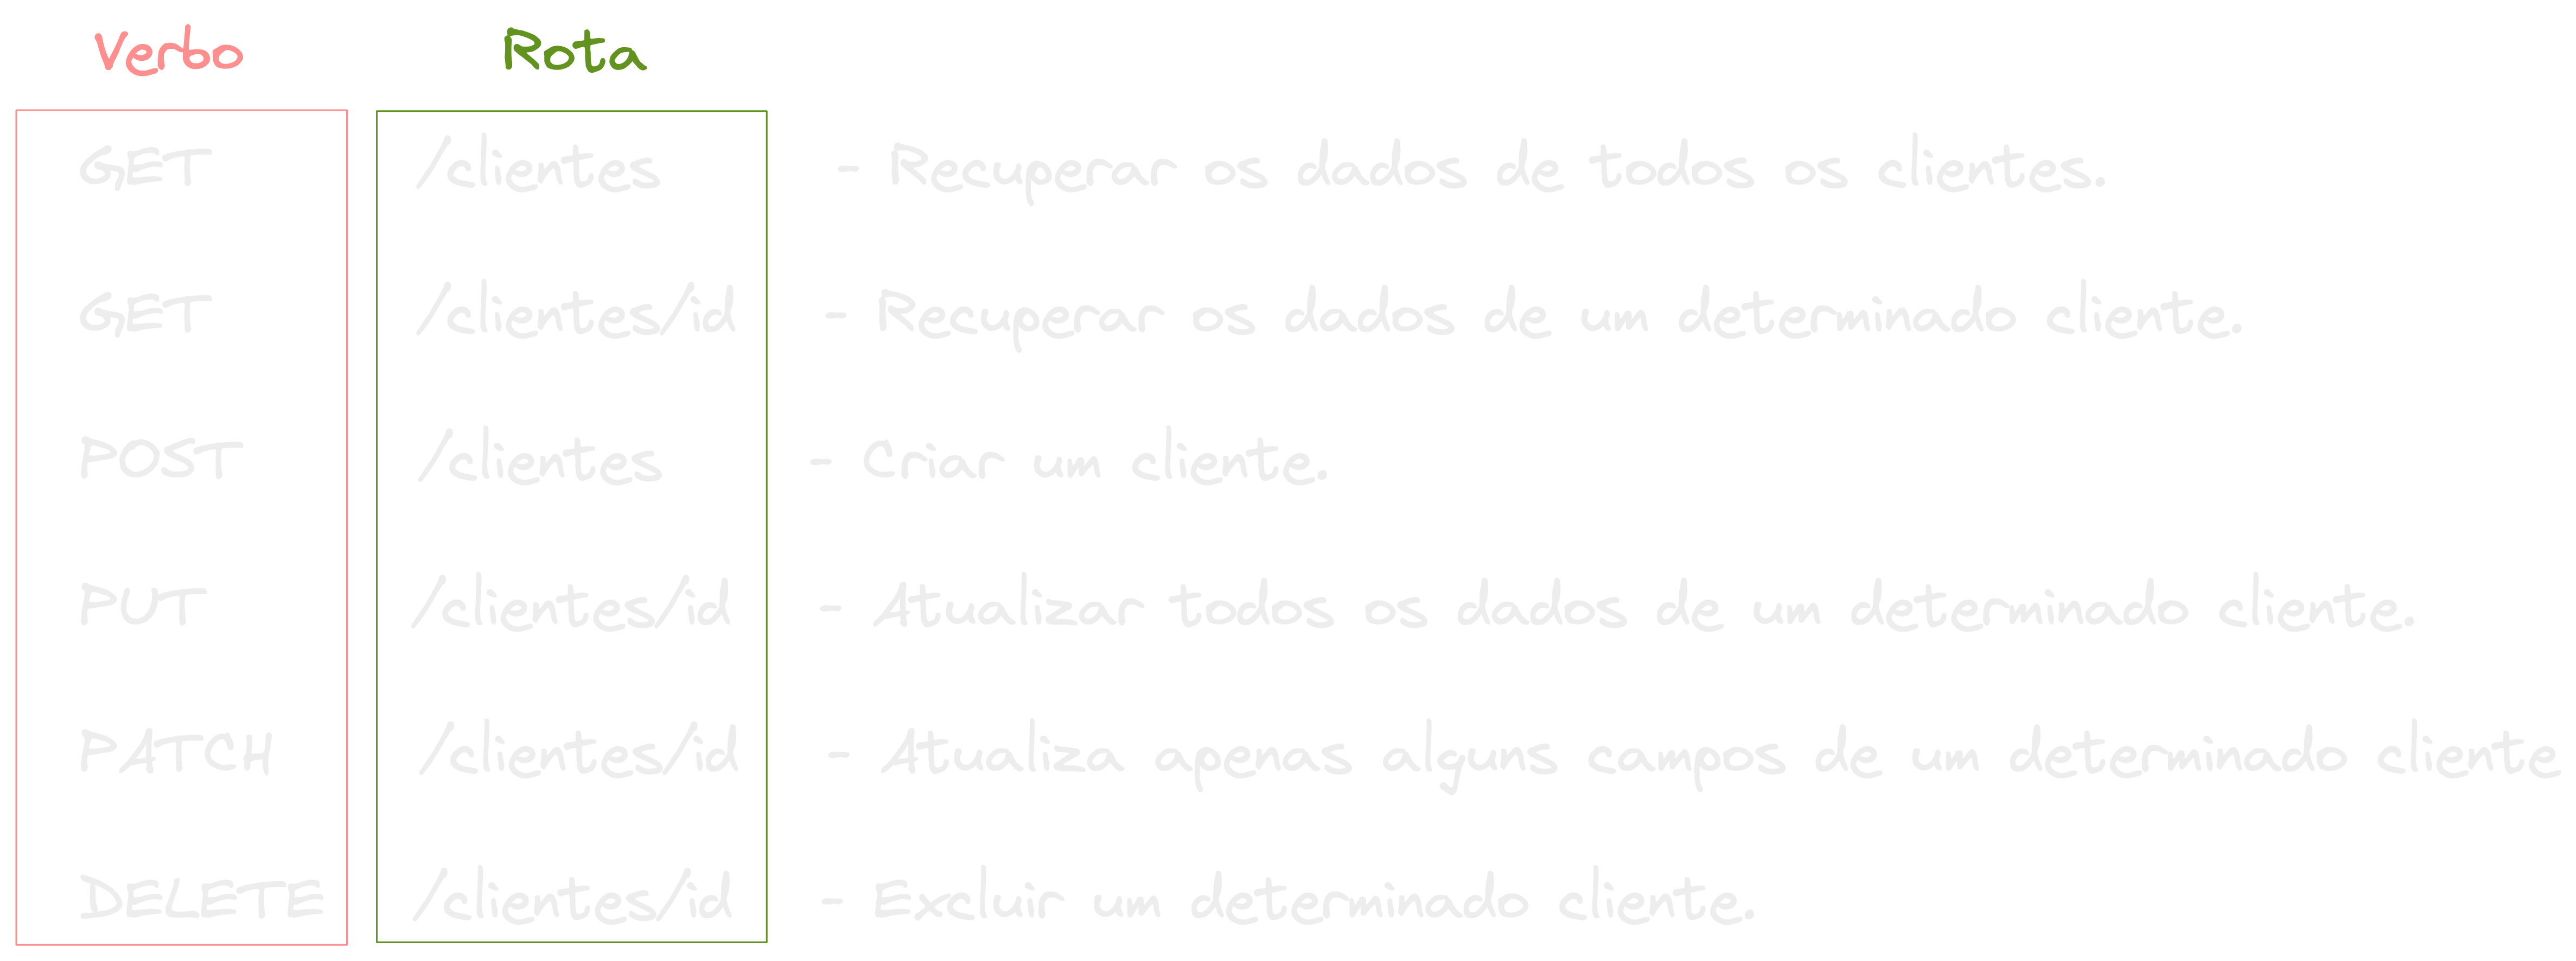 Verbo Rota
GET /clientes - Recuperar os dados de todos os clientes.
GET /clientes/id - Recuperar os dados de um determinado cliente.
POST /clientes - Criar um cliente.
PUT /clientes/id - Atualizar todos os dados de um determinado cliente.
PATCH /clientes/id - Atualiza apenas alguns campos de um determinado cliente
DELETE /clientes/id - Excluir um determinado cliente.